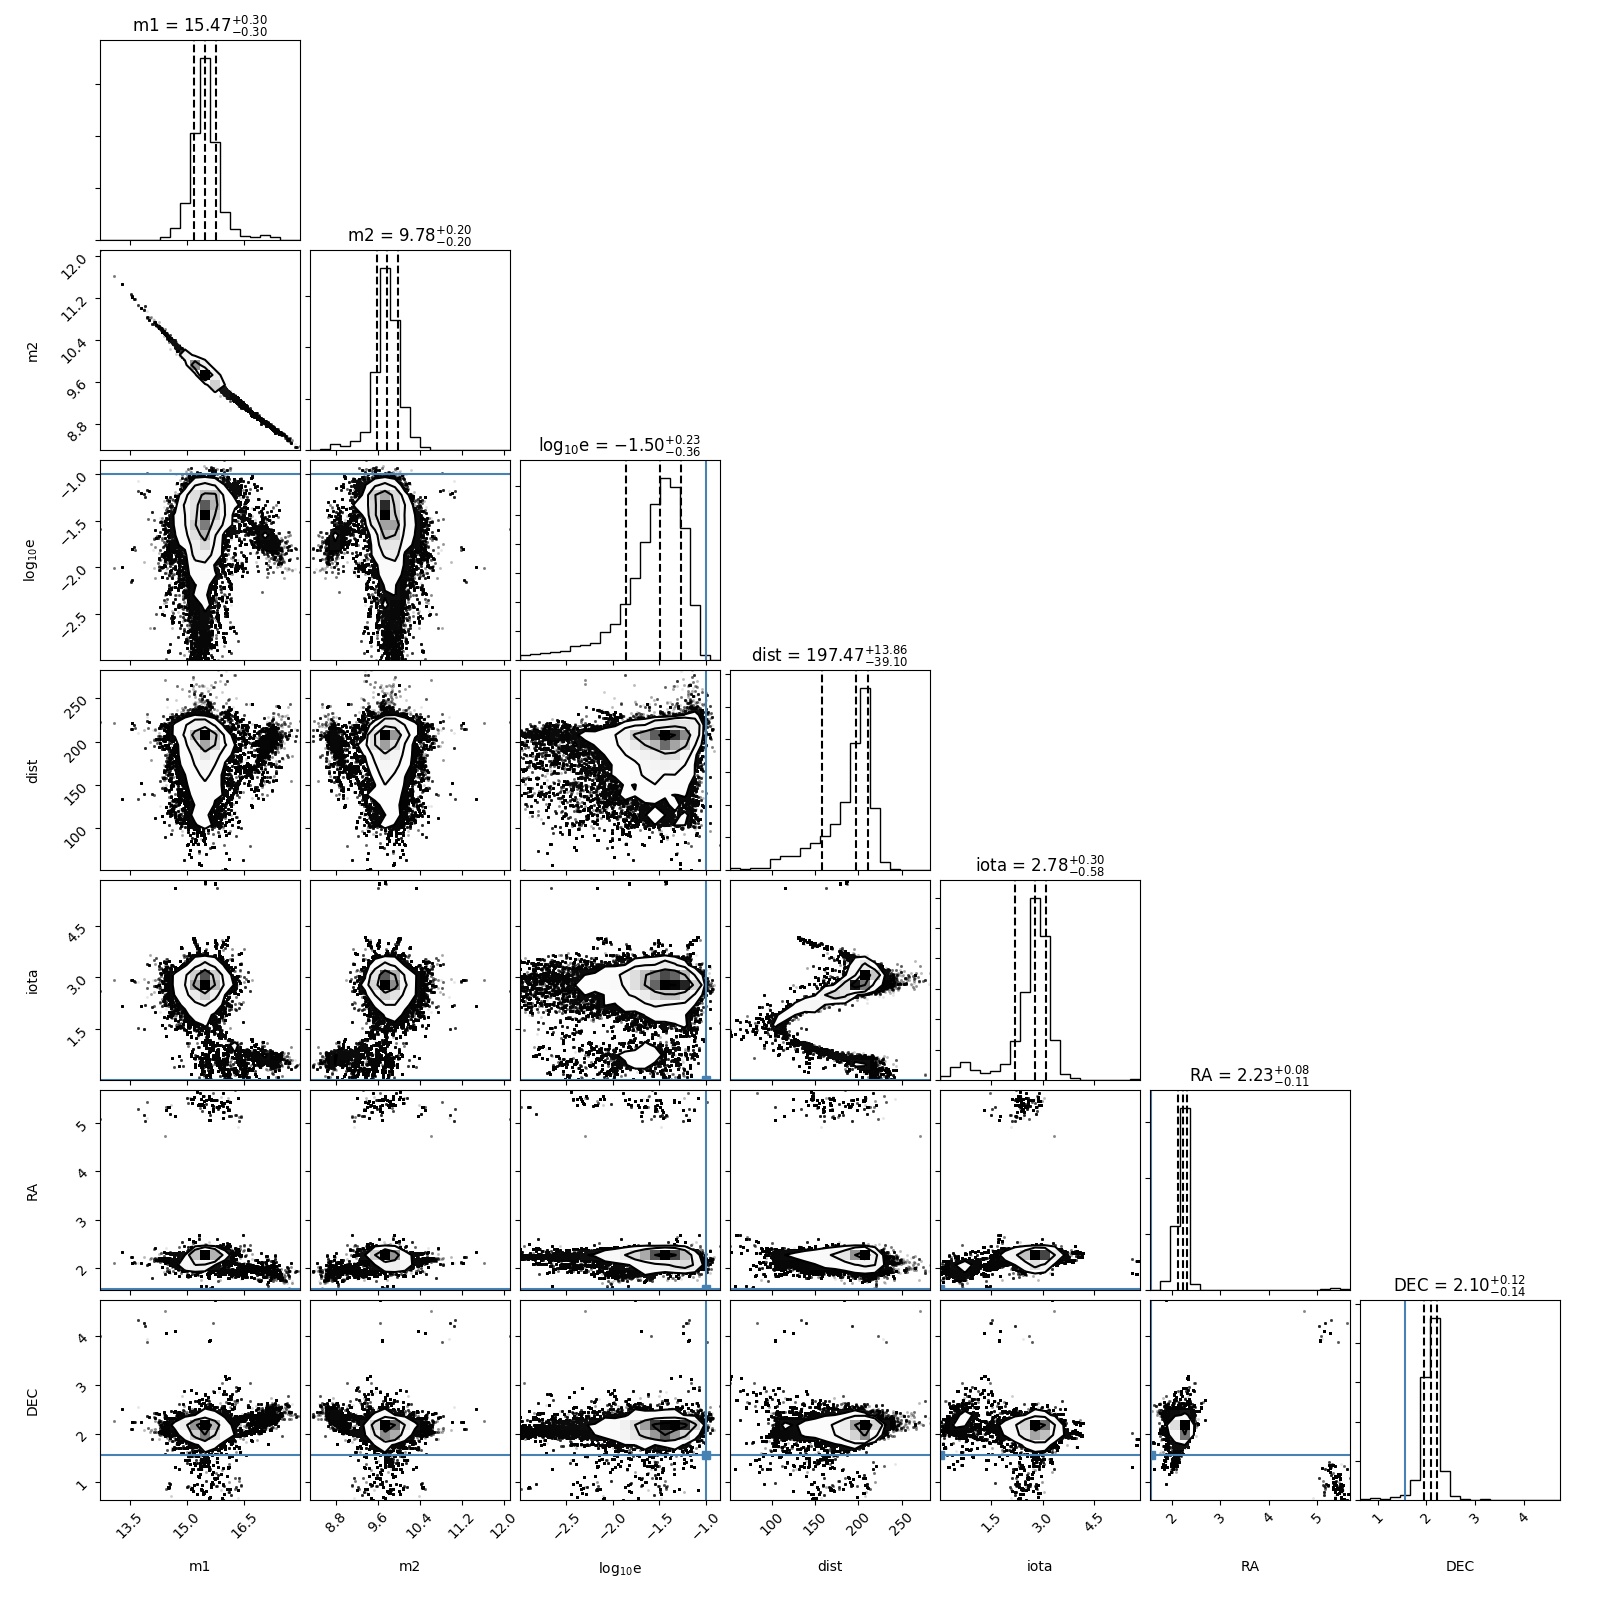 m1 = 15.47+0.30 −0.30
m2 = 9.78+0.20 −0.20
log10e = −1.50+0.23 −0.36
dist = 197.47+13.86 −39.10
iota = 2.78+0.30 −0.58
RA = 2.23+0.08 −0.11
DEC = 2.10+0.12 −0.14
m2
12.0
11.2
10.4
9.6
8.8
log10e
−1.0
−1.5
−2.0
−2.5
dist
250
200
150
100
iota
4.5
3.0
1.5
RA
5
4
3
2
DEC
4
3
2
1
13.5 15.0 16.5
8.8 9.6 10.4 11.2 12.0
−2.5 −2.0 −1.5 −1.0
100 150 200 250
1.5 3.0 4.5
2 3 4 5
1 2 3 4
m1 m2 log10e dist iota RA DEC